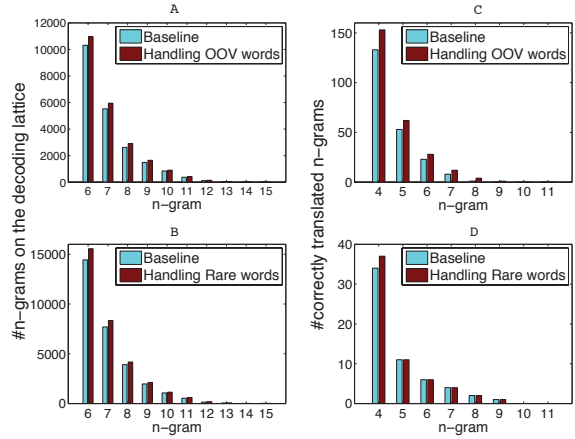 A
12000
10000
8000
6000
4000
2000
0
Baseline
Handling OOV words
6 7 8 9 10 11 12 13 14 15
n-gram
C
150
100
50
0
Baseline
Handling OOV words
4 5 6 7 8 9 10 11
n-gram
#n-grams on the decoding lattice
#correctly translated n-grams
B
15000
10000
5000
0
Baseline
Handling Rare words
6 7 8 9 10 11 12 13 14 15
n-gram
D
40
30
20
10
0
Baseline
Handling Rare words
4 5 6 7 8 9 10 11
n-gram